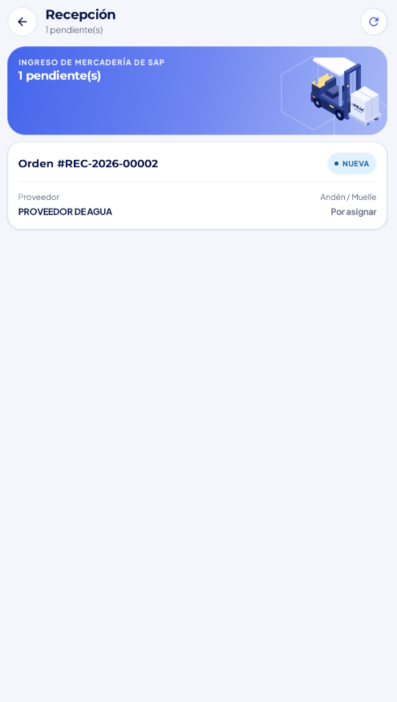 Recepción
1 pendiente(s)
INGRESO DE MERCADERÍA DE SAP
1 pendiente(s)
Orden #REC-2026-00002
NUEVA
Proveedor
Andén / Muelle
PROVEEDOR DE AGUA
Por asignar